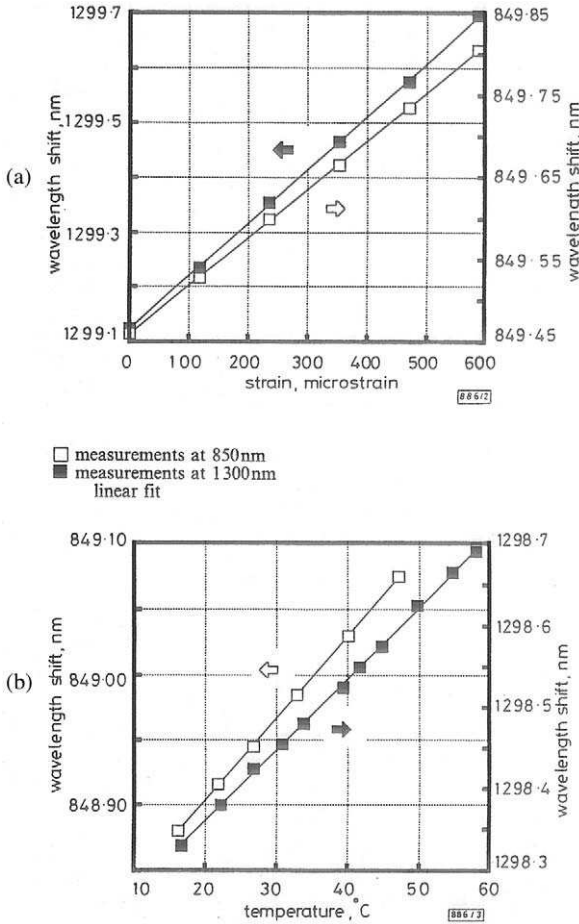 (a)
wavelength shift, nm
1299·7
1299·5
1299·3
1299·1
849·85
849·75
849·65
849·55
849·45
wavelength shift, nm
0 100 200 300 400 500 600
strain, microstrain
886/2
measurements at 850nm
measurements at 1300nm
linear fit
(b)
wavelength shift, nm
849·10
849·00
848·90
1298·7
1298·6
1298·5
1298·4
1298·3
wavelength shift, nm
10 20 30 40 50 60
temperature, °C
886/3